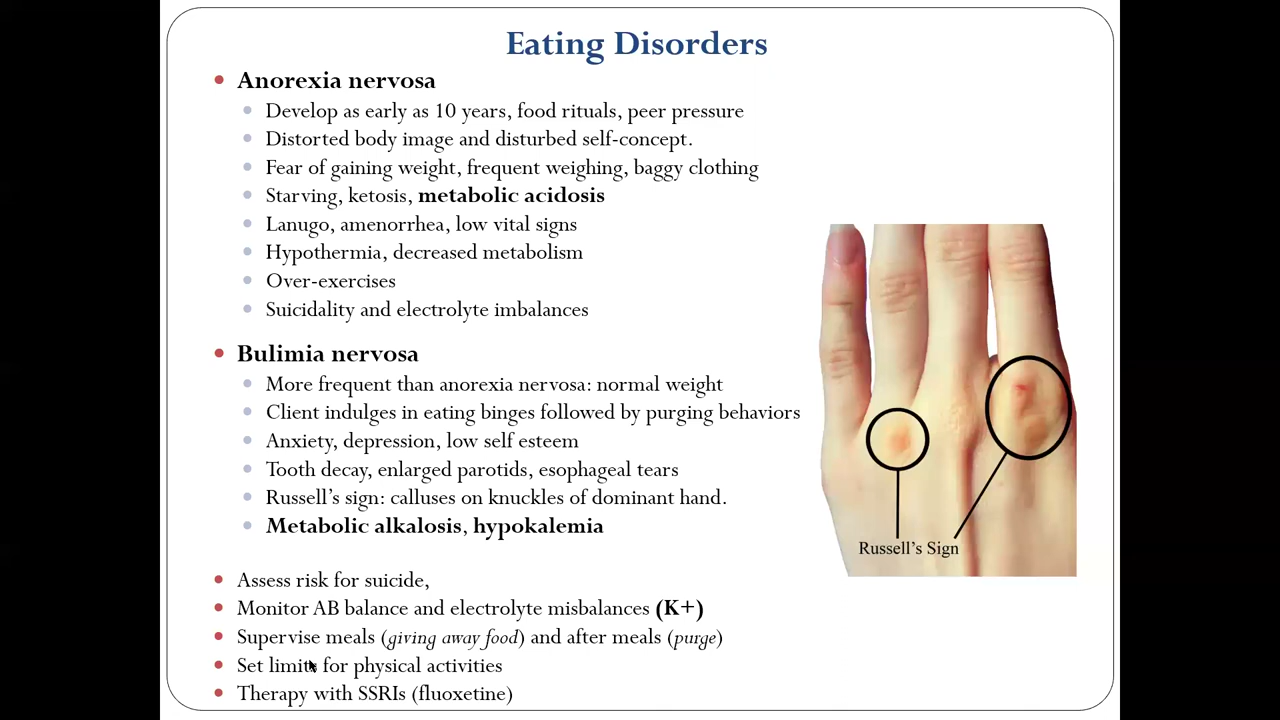 Eating Disorders
Anorexia nervosa
Develop as early as 10 years, food rituals, peer pressure
Distorted body image and disturbed self-concept.
Fear of gaining weight, frequent weighing, baggy clothing
Starving, ketosis, metabolic acidosis
Lanugo, amenorrhea, low vital signs
Hypothermia, decreased metabolism
Over-exercises
Suicidality and electrolyte imbalances
Bulimia nervosa
More frequent than anorexia nervosa: normal weight
Client indulges in eating binges followed by purging behaviors
Anxiety, depression, low self esteem
Tooth decay, enlarged parotids, esophageal tears
Russell's sign: calluses on knuckles of dominant hand.
Metabolic alkalosis, hypokalemia
Russell's Sign
Assess risk for suicide,
Monitor AB balance and electrolyte misbalances (K+)
Supervise meals (giving away food) and after meals (purge)
Set limits for physical activities
Therapy with SSRIs (fluoxetine)